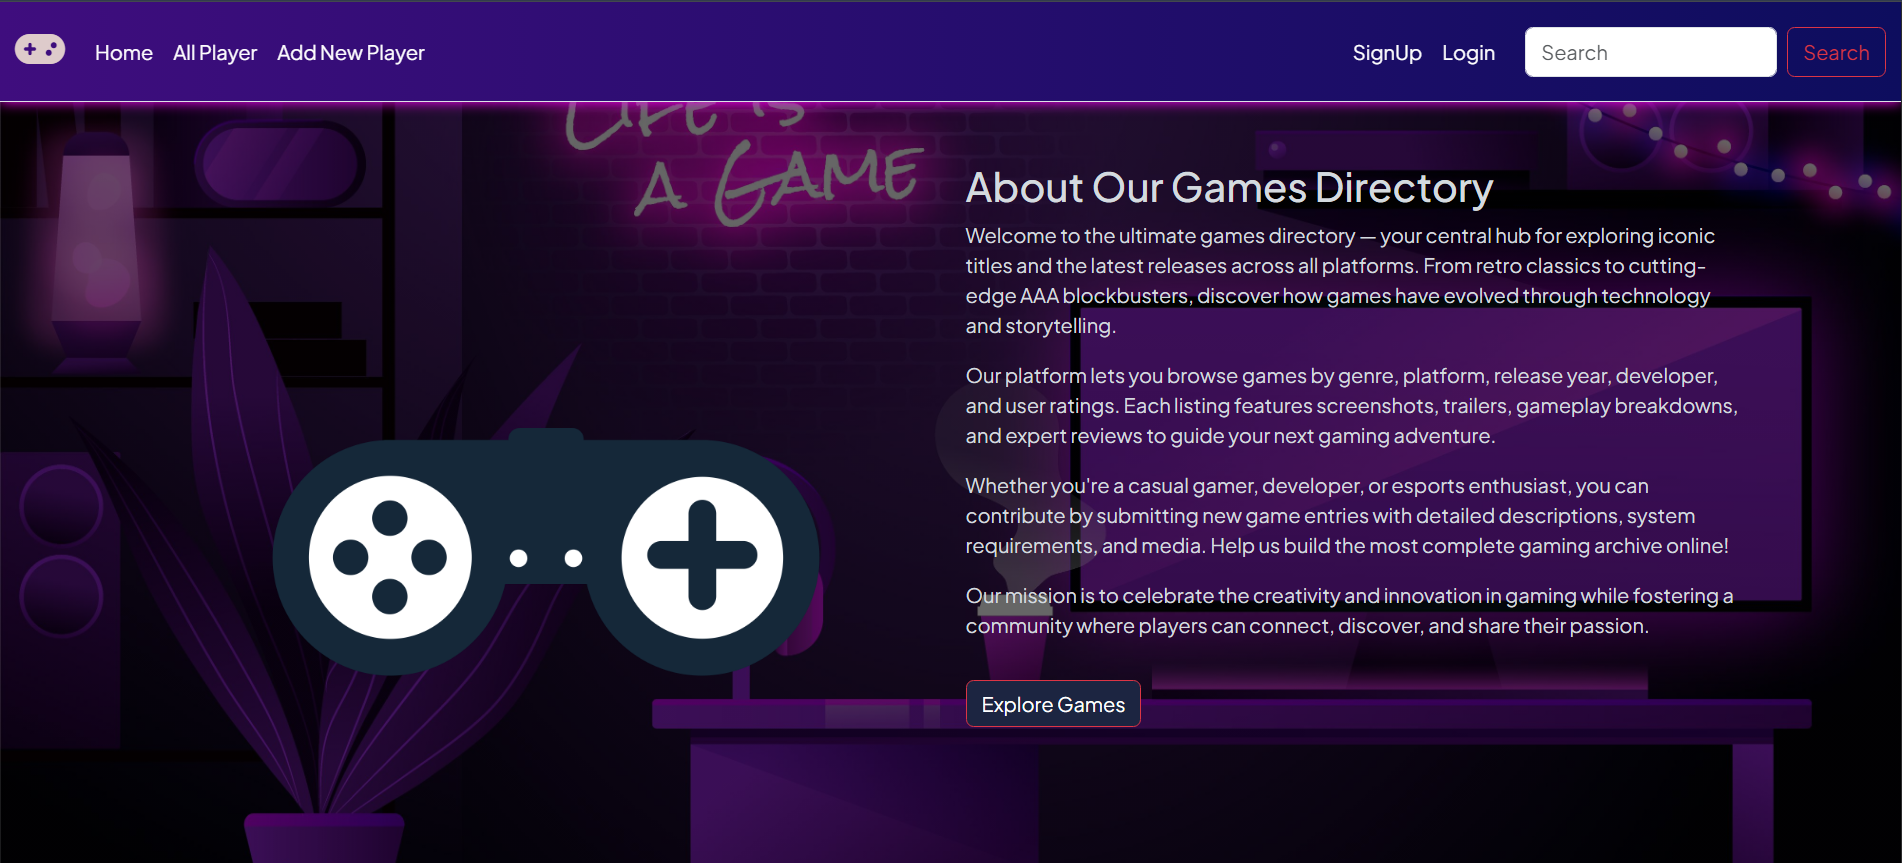 Home All Player Add New Player SignUp Login Search Search
LIFE IS
A GAME
About Our Games Directory
Welcome to the ultimate games directory — your central hub for exploring iconic
titles and the latest releases across all platforms. From retro classics to cutting-
edge AAA blockbusters, discover how games have evolved through technology
and storytelling.
Our platform lets you browse games by genre, platform, release year, developer,
and user ratings. Each listing features screenshots, trailers, gameplay breakdowns,
and expert reviews to guide your next gaming adventure.
Whether you're a casual gamer, developer, or esports enthusiast, you can
contribute by submitting new game entries with detailed descriptions, system
requirements, and media. Help us build the most complete gaming archive online!
Our mission is to celebrate the creativity and innovation in gaming while fostering a
community where players can connect, discover, and share their passion.
Explore Games